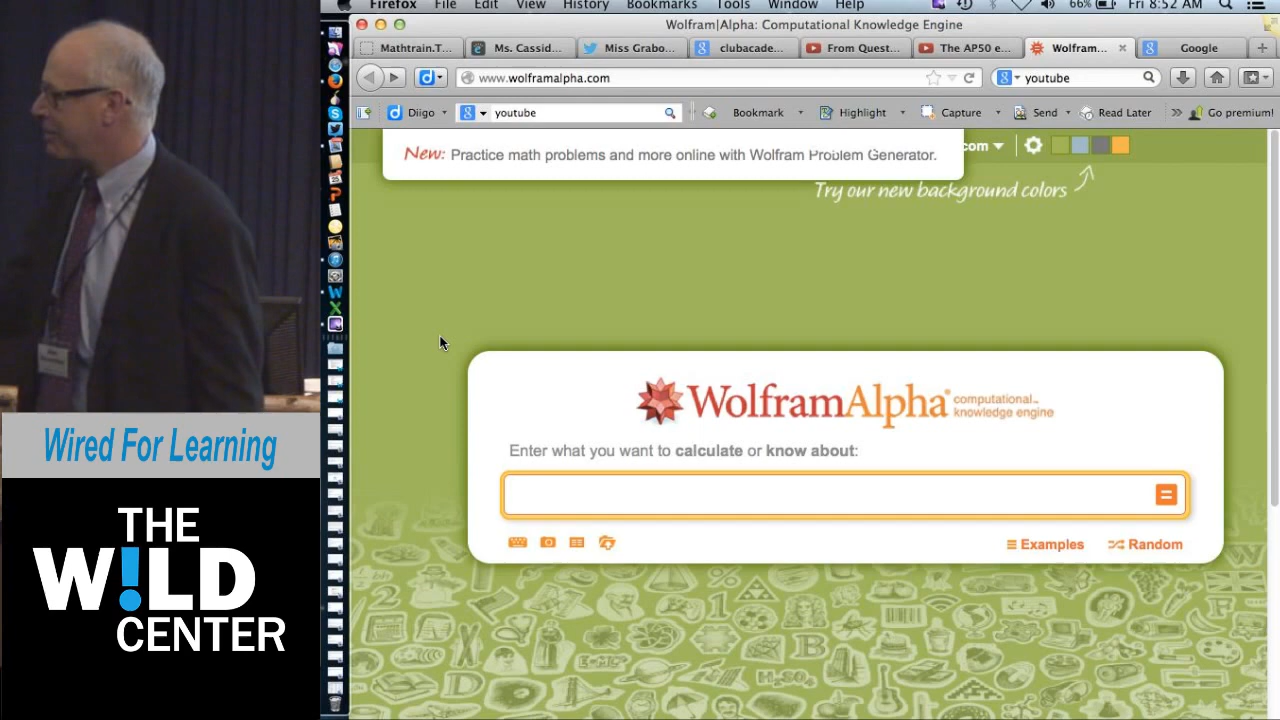 Firefox File Edit View History Bookmarks Tools Window Help 66% Fri 8:52 AM
Wolfram|Alpha: Computational Knowledge Engine
Mathtrain.T... Ms. Cassid... Miss Grabo... clubacade... From Quest... The AP50 e... Wolfram... Google
www.wolframalpha.com youtube
Diigo youtube Bookmark Highlight Capture Send Read Later Go premium!
New: Practice math problems and more online with Wolfram Problem Generator.
com
Try our new background colors
WolframAlpha computational
knowledge engine
Enter what you want to calculate or know about:
Examples Random
Wired For Learning
THE
W!LD
CENTER